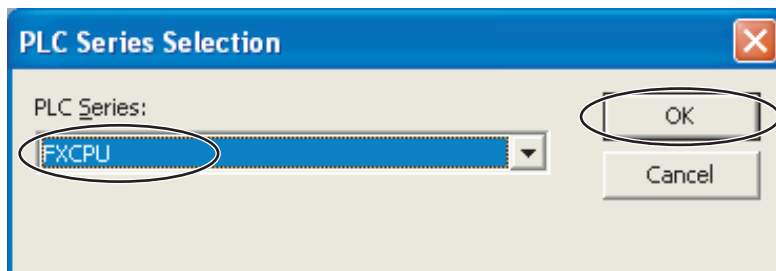 PLC Series Selection
PLC Series:
FXCPU
OK
Cancel